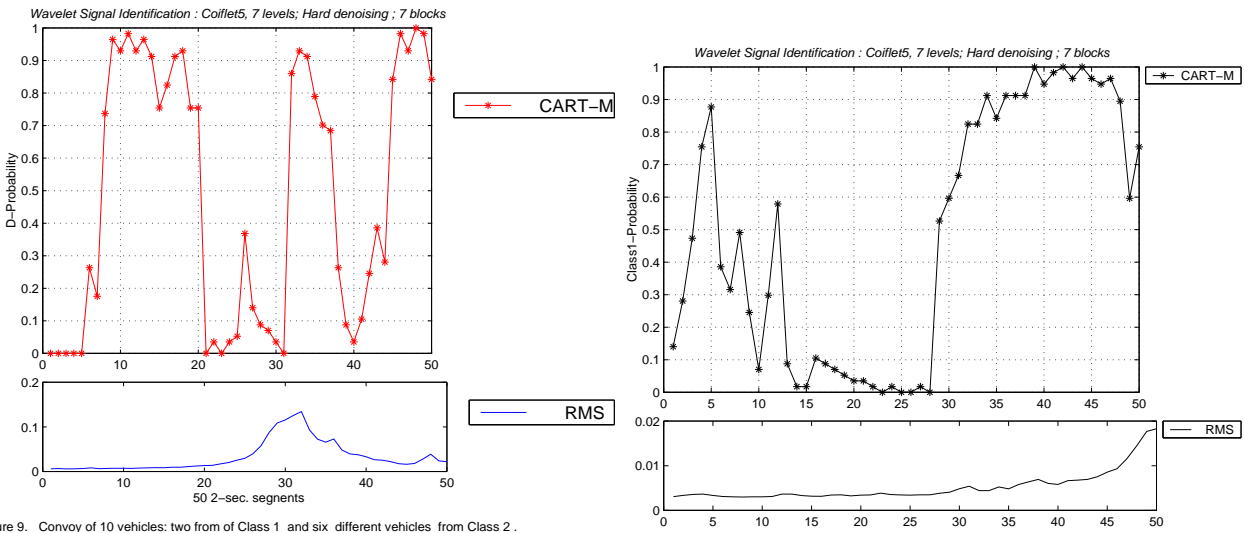 Wavelet Signal Identification : Coiflet5, 7 levels; Hard denoising ; 7 blocks
1
0.9
0.8
0.7
0.6
0.5
0.4
0.3
0.2
0.1
0
D-Probability
0 10 20 30 40 50
CART-M
0.2
0.1
0
0 10 20 30 40 50
50 2-sec. segments
RMS
ure 9. Convoy of 10 vehicles: two from of Class 1 and six different vehicles from Class 2 .
Wavelet Signal Identification : Coiflet5, 7 levels; Hard denoising ; 7 blocks
1
0.9
0.8
0.7
0.6
0.5
0.4
0.3
0.2
0.1
0
Class1-Probability
0 5 10 15 20 25 30 35 40 45 50
CART-M
0.02
0.01
0
0 5 10 15 20 25 30 35 40 45 50
RMS